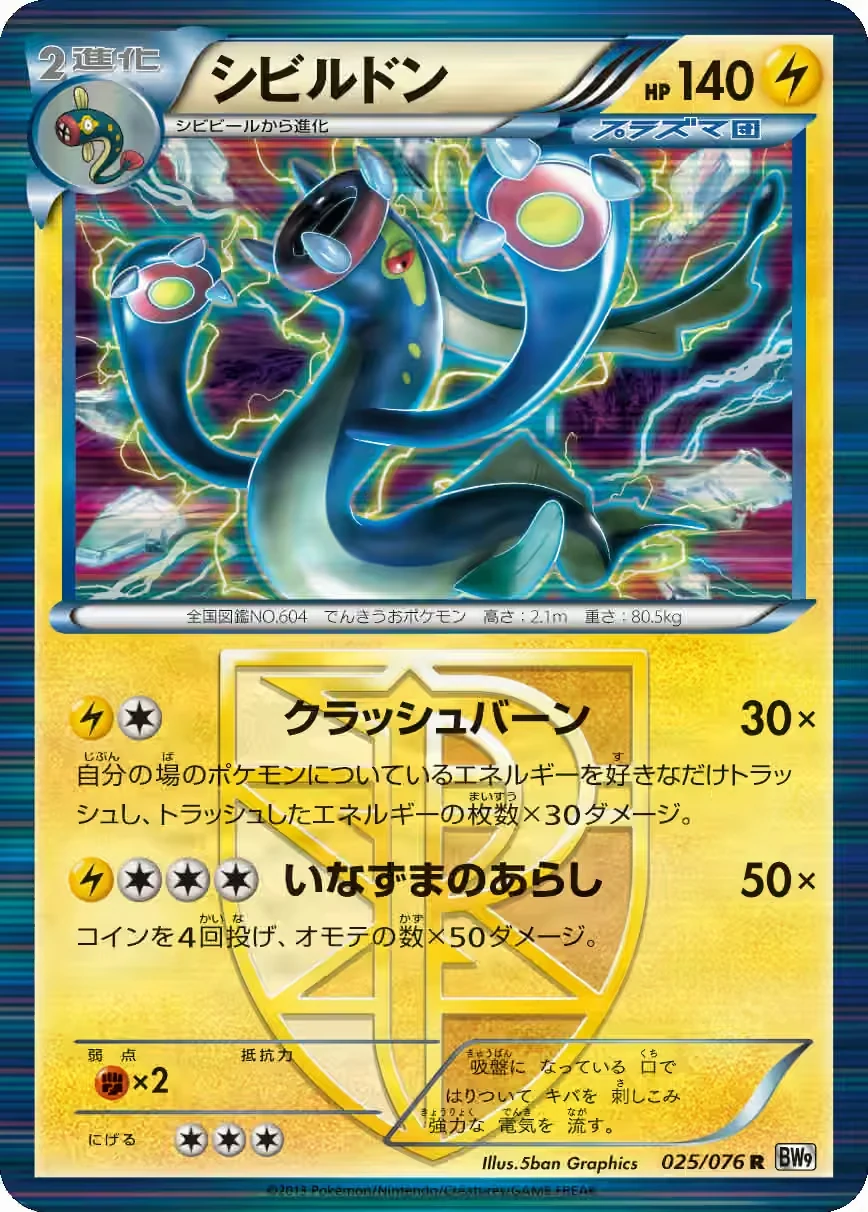 2進化
シビルドン
HP 140
シビビールから進化
プラズマ団
全国図鑑NO.604 でんきうおポケモン 高さ:2.1m 重さ:80.5kg
クラッシュバーン 30×
自分の場のポケモンについているエネルギーを好きなだけトラッ
シュし、トラッシュしたエネルギーの枚数×30ダメージ。
いなずまのあらし 50×
コインを4回投げ、オモテの数×50ダメージ。
弱点 抵抗力
×2
にげる
吸盤に なっている 口で
はりついて キバを 刺しこみ
強力な 電気を 流す。
Illus.5ban Graphics 025/076 R BW9
©2013 Pokémon/Nintendo/Creatures/GAME FREAK